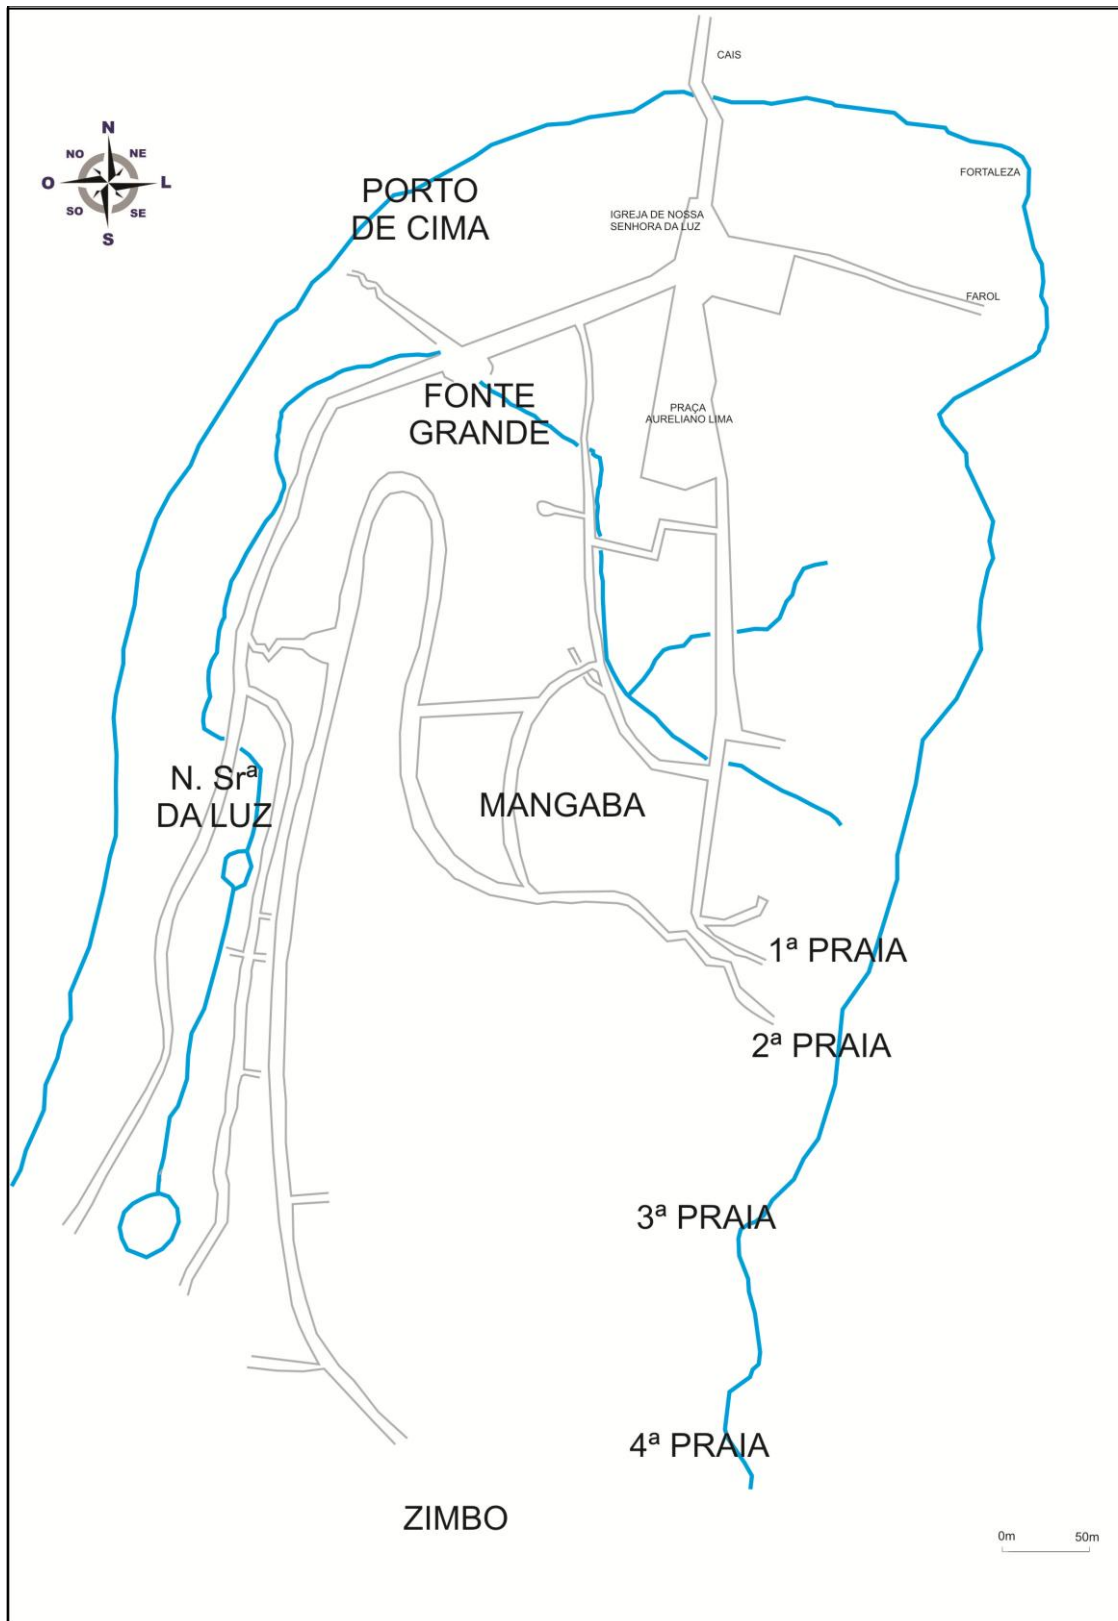 CAIS
N
NO
NE
O
L
SO
SE
S
FORTALEZA
PORTO
DE CIMA
IGREJA DE NOSSA
SENHORA DA LUZ
FAROL
FONTE
GRANDE
PRAÇA
AURELIANO LIMA
N. Srª
DA LUZ
MANGABA
1ª PRAIA
2ª PRAIA
3ª PRAIA
4ª PRAIA
ZIMBO
0m
50m